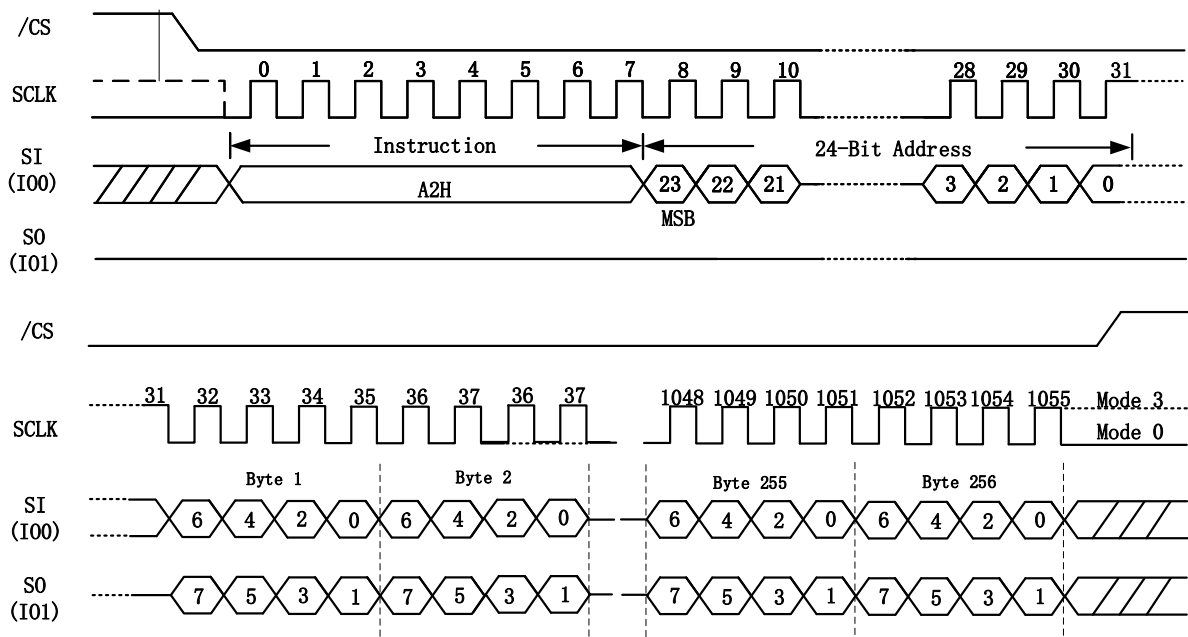 /CS
0 1 2 3 4 5 6 7 8 9 10 28 29 30 31
SCLK
Instruction 24-Bit Address
SI
(IO0)
A2H 23 22 21 3 2 1 0
MSB
SO
(IO1)
/CS
31 32 33 34 35 36 37 36 37 1048 1049 1050 1051 1052 1053 1054 1055 Mode 3
SCLK
Mode 0
Byte 1 Byte 2 Byte 255 Byte 256
SI
(IO0)
6 4 2 0 6 4 2 0 6 4 2 0 6 4 2 0
SO
(IO1)
7 5 3 1 7 5 3 1 7 5 3 1 7 5 3 1